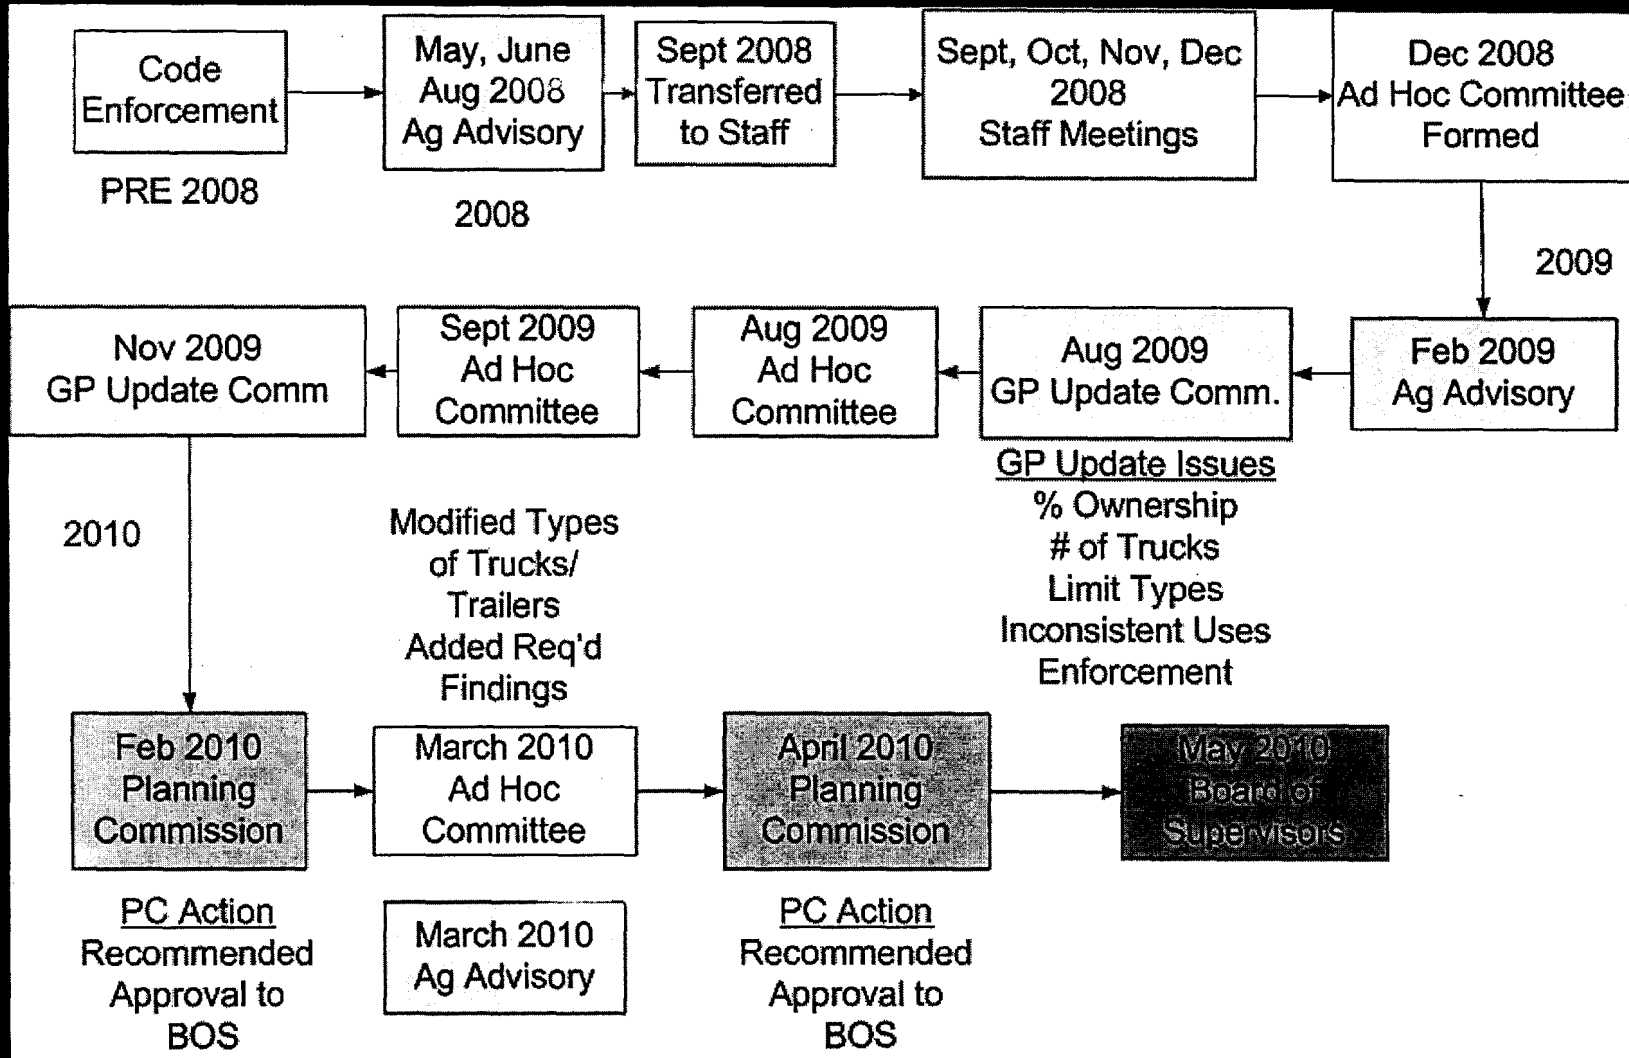 Code
Enforcement
PRE 2008
May, June
Aug 2008
Ag Advisory
2008
Sept 2008
Transferred
to Staff
Sept, Oct, Nov, Dec
2008
Staff Meetings
Dec 2008
Ad Hoc Committee
Formed
2009
Feb 2009
Ag Advisory
Aug 2009
GP Update Comm.
GP Update Issues
% Ownership
# of Trucks
Limit Types
Inconsistent Uses
Enforcement
Aug 2009
Ad Hoc
Committee
Sept 2009
Ad Hoc
Committee
Nov 2009
GP Update Comm
2010
Feb 2010
Planning
Commission
PC Action
Recommended
Approval to
BOS
Modified Types
of Trucks/
Trailers
Added Req'd
Findings
March 2010
Ad Hoc
Committee
March 2010
Ag Advisory
April 2010
Planning
Commission
PC Action
Recommended
Approval to
BOS
May 2010
Board of
Supervisors